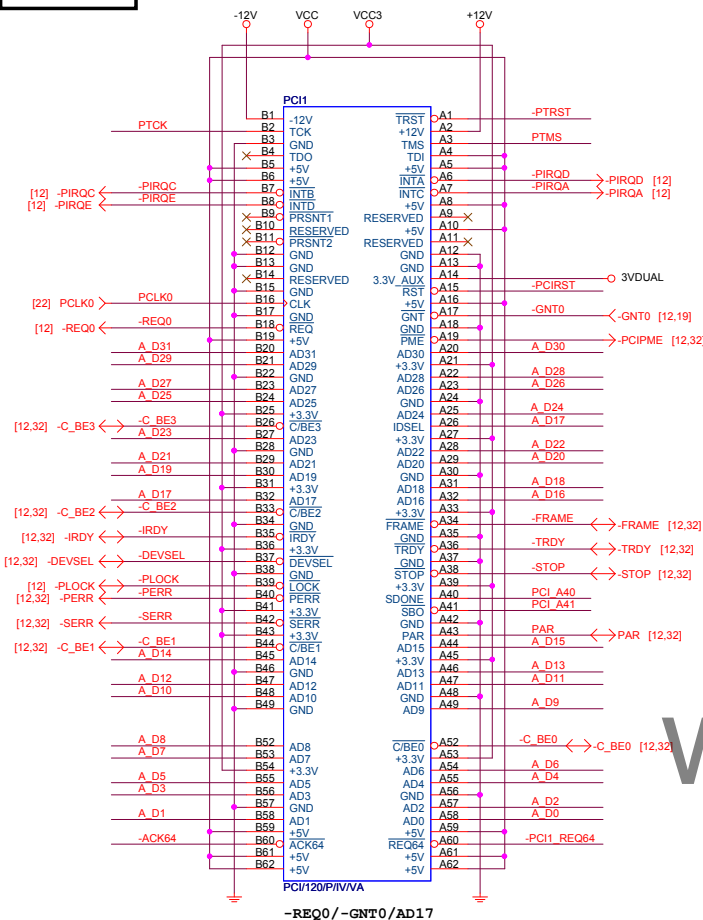 -12V VCC VCC3 +12V
PCI1
B1 -12V TRST A1 -PTRST
PTCK B2 TCK +12V A2
B3 GND TMS A3 PTMS
B4 TDO TDI A4
B5 +5V +5V A5
B6 +5V INTA A6 -PIRQD -PIRQD [12]
[12] -PIRQC -PIRQC B7 INTB INTC A7 -PIRQA -PIRQA [12]
[12] -PIRQE -PIRQE B8 INTD +5V A8
B9 PRSNT1 RESERVED A9
B10 RESERVED +5V A10
B11 PRSNT2 RESERVED A11
B12 GND GND A12
B13 GND GND A13
B14 RESERVED 3.3V_AUX A14 3VDUAL
B15 GND RST A15 -PCIRST
[22] PCLK0 PCLK0 B16 CLK +5V A16
B17 GND GNT A17 -GNT0 -GNT0 [12,19]
[12] -REQ0 -REQ0 B18 REQ GND A18
B19 +5V PME A19 -PCIPME [12,32]
A_D31 B20 AD31 AD30 A20 A_D30
A_D29 B21 AD29 +3.3V A21
B22 GND AD28 A22 A_D28
A_D27 B23 AD27 AD26 A23 A_D26
A_D25 B24 AD25 GND A24
B25 +3.3V AD24 A25 A_D24
[12,32] -C_BE3 -C_BE3 B26 C/BE3 IDSEL A26 A_D17
A_D23 B27 AD23 +3.3V A27
B28 GND AD22 A28 A_D22
A_D21 B29 AD21 AD20 A29 A_D20
A_D19 B30 AD19 GND A30
B31 +3.3V AD18 A31 A_D18
A_D17 B32 AD17 AD16 A32 A_D16
[12,32] -C_BE2 -C_BE2 B33 C/BE2 +3.3V A33
B34 GND FRAME A34 -FRAME -FRAME [12,32]
[12,32] -IRDY -IRDY B35 IRDY GND A35
B36 +3.3V TRDY A36 -TRDY -TRDY [12,32]
[12,32] -DEVSEL -DEVSEL B37 DEVSEL GND A37
B38 GND STOP A38 -STOP -STOP [12,32]
[12] -PLOCK -PLOCK B39 LOCK +3.3V A39
[12,32] -PERR -PERR B40 PERR SDONE A40 PCI_A40
B41 +3.3V SBO A41 PCI_A41
[12,32] -SERR -SERR B42 SERR GND A42
B43 +3.3V PAR A43 PAR PAR [12,32]
[12,32] -C_BE1 -C_BE1 B44 C/BE1 AD15 A44 A_D15
A_D14 B45 AD14 +3.3V A45
B46 GND AD13 A46 A_D13
A_D12 B47 AD12 AD11 A47 A_D11
A_D10 B48 AD10 GND A48
B49 GND AD9 A49 A_D9
A_D8 B52 AD8 C/BE0 A52 -C_BE0 -C_BE0 [12,32]
A_D7 B53 AD7 +3.3V A53
B54 +3.3V AD6 A54 A_D6
A_D5 B55 AD5 AD4 A55 A_D4
A_D3 B56 AD3 GND A56
B57 GND AD2 A57 A_D2
A_D1 B58 AD1 AD0 A58 A_D0
B59 +5V +5V A59
-ACK64 B60 ACK64 REQ64 A60 -PCI1_REQ64
B61 +5V +5V A61
B62 +5V +5V A62
PCI/120/P/IV/VA
-REQ0/-GNT0/AD17